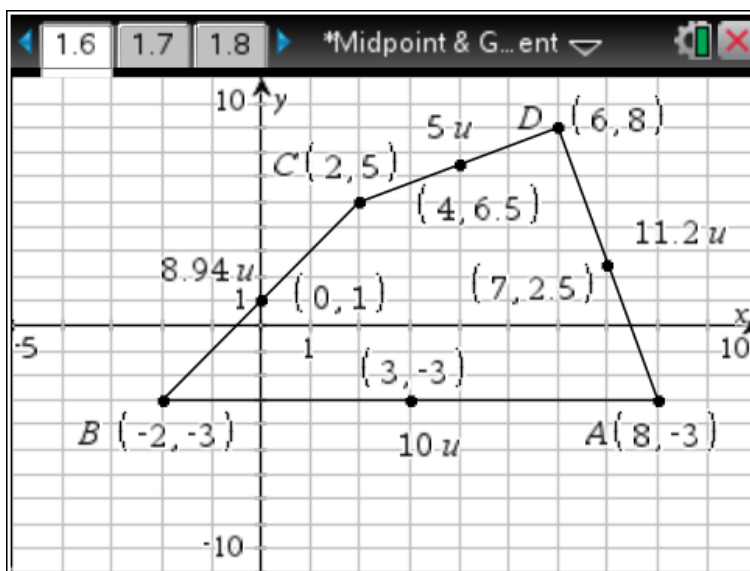 1.6 1.7 1.8 *Midpoint & G...ent
10 y
5 u D (6,8)
C (2,5)
(4,6.5)
11.2 u
8.94 u
(7,2.5)
1 (0,1)
x
-5 1 10
(3,-3)
B (-2,-3) A (8,-3)
10 u
-10